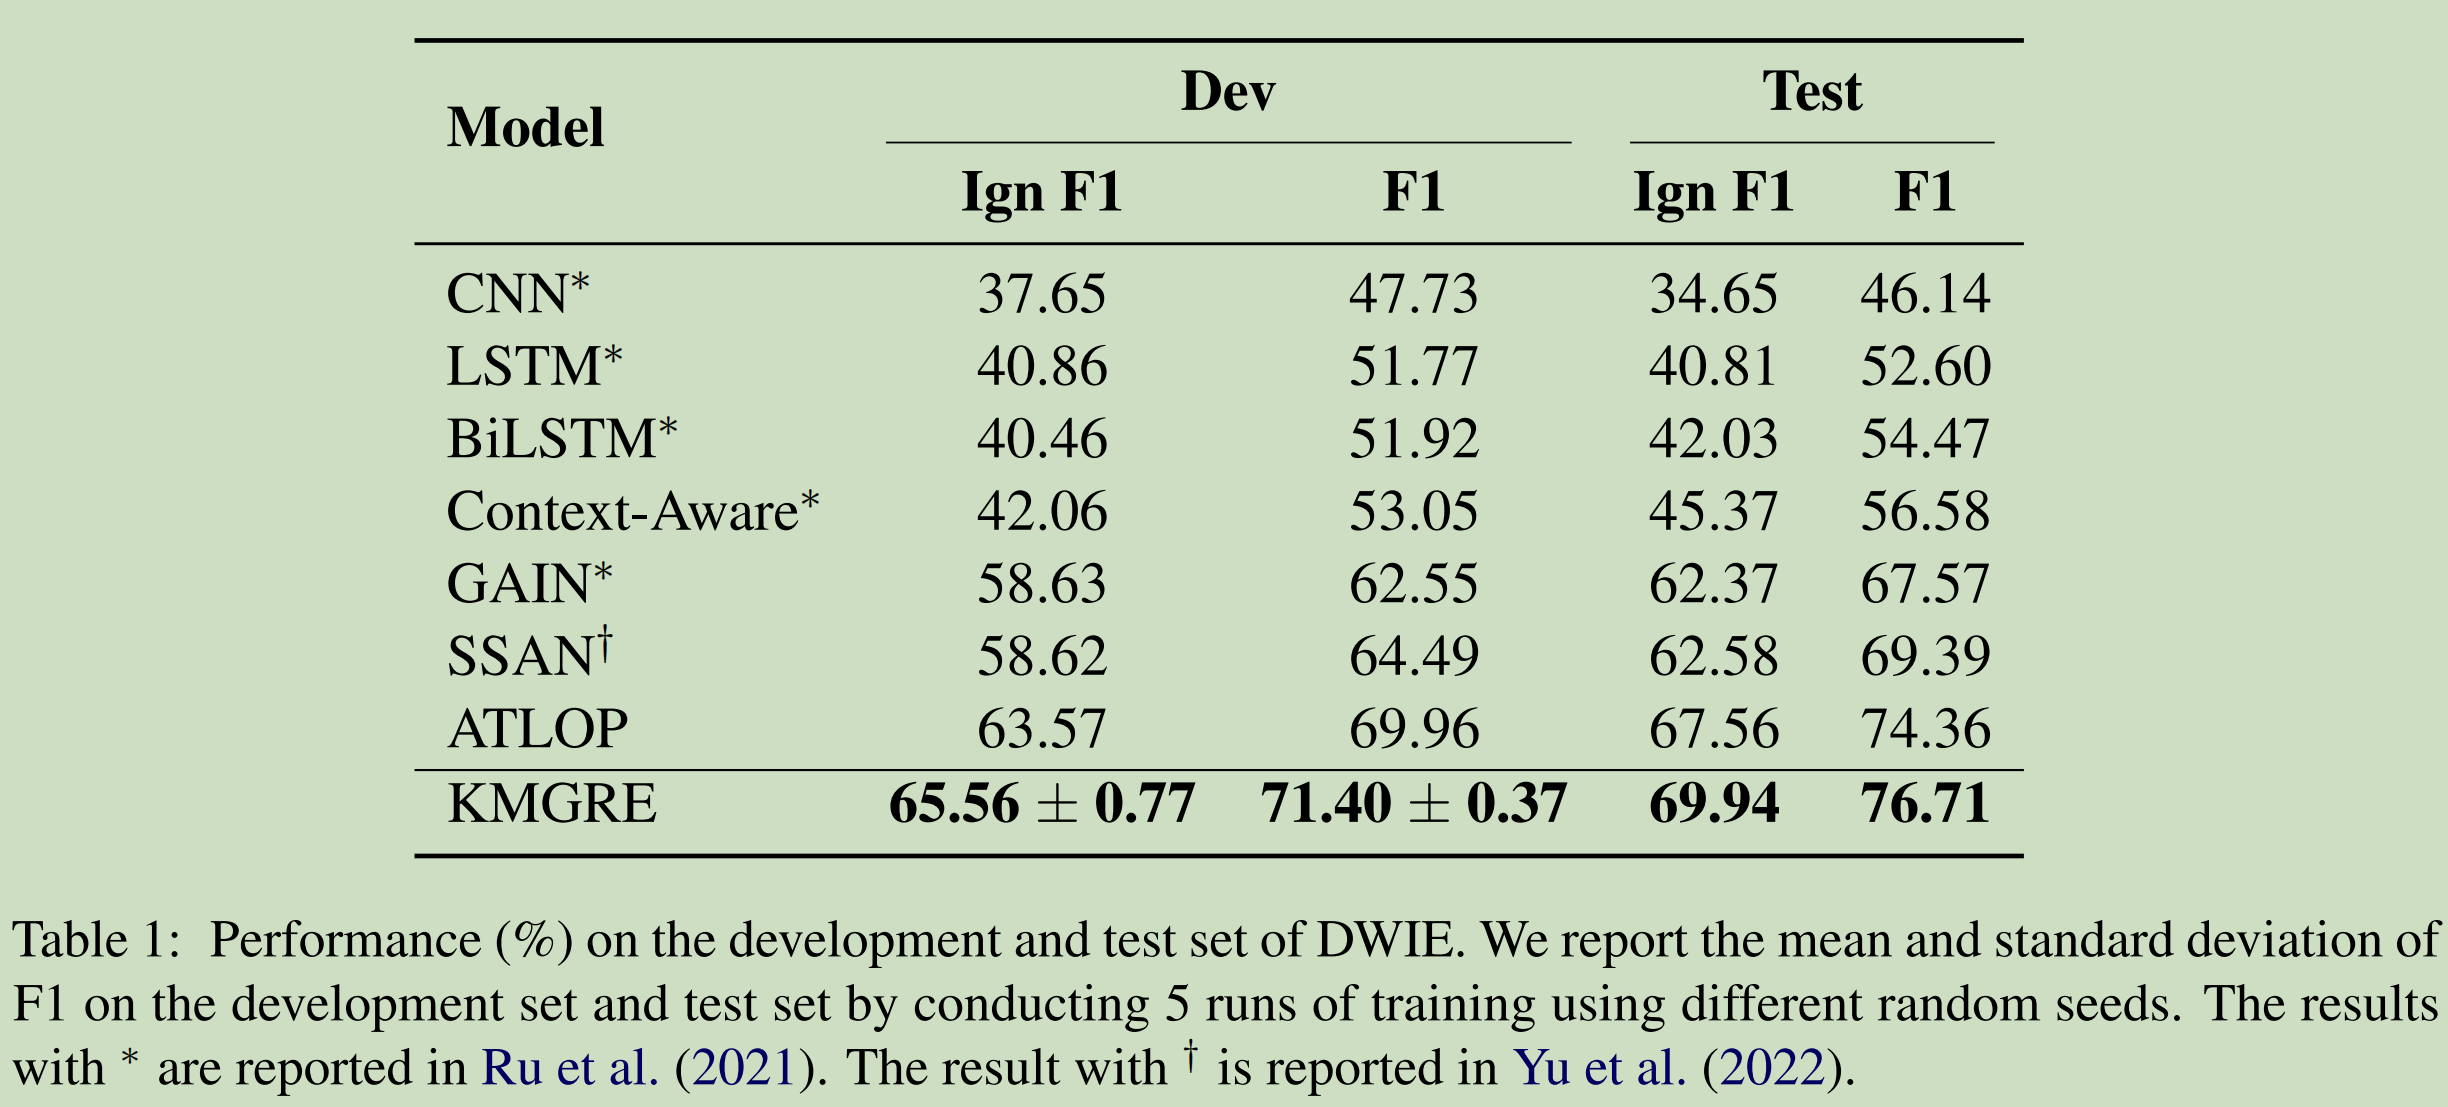 Model Dev Test
Ign F1 F1 Ign F1 F1
CNN* 37.65 47.73 34.65 46.14
LSTM* 40.86 51.77 40.81 52.60
BiLSTM* 40.46 51.92 42.03 54.47
Context-Aware* 42.06 53.05 45.37 56.58
GAIN* 58.63 62.55 62.37 67.57
SSAN† 58.62 64.49 62.58 69.39
ATLOP 63.57 69.96 67.56 74.36
KMGRE 65.56 ± 0.77 71.40 ± 0.37 69.94 76.71
Table 1: Performance (%) on the development and test set of DWIE. We report the mean and standard deviation of
F1 on the development set and test set by conducting 5 runs of training using different random seeds. The results
with * are reported in Ru et al. (2021). The result with † is reported in Yu et al. (2022).